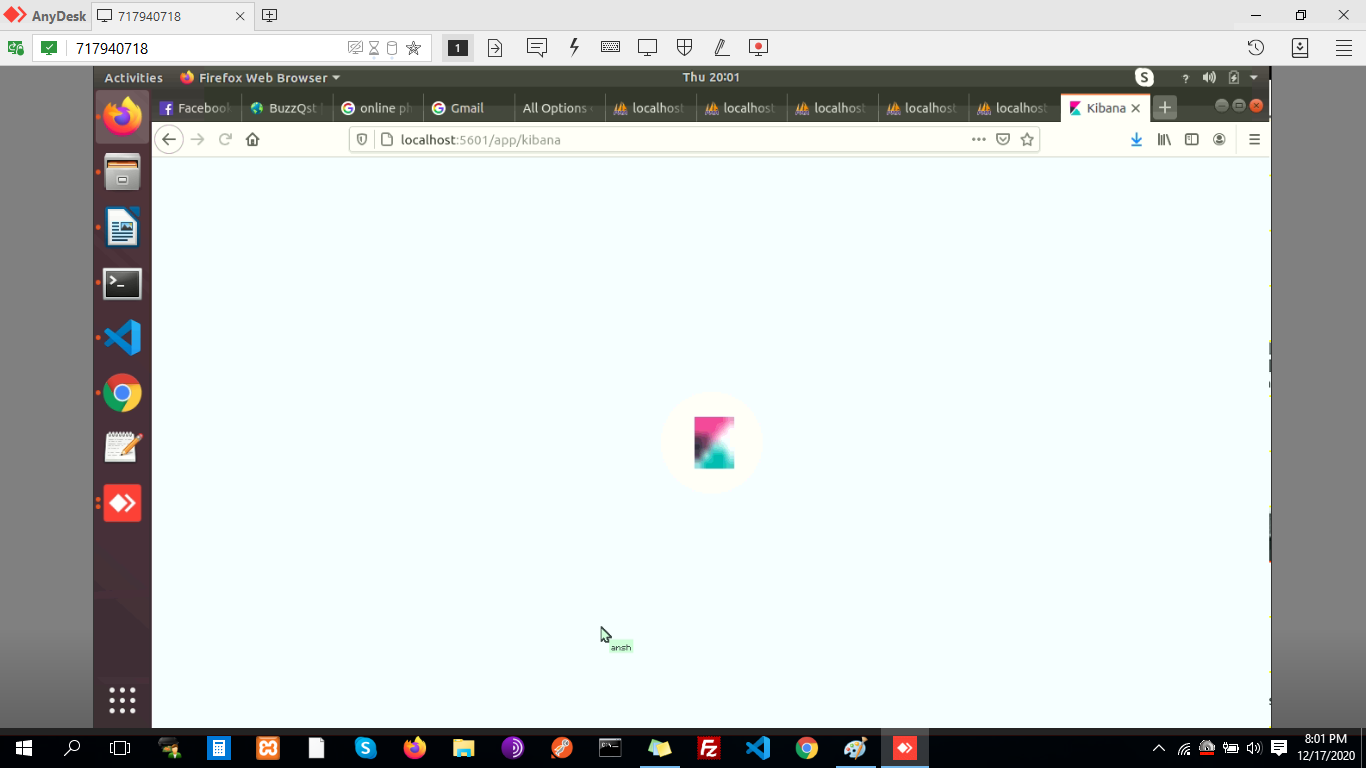 AnyDesk
717940718
717940718
1
Activities
Firefox Web Browser
Thu 20:01
S
?
Facebook
BuzzQst
online ph
Gmail
All Options
localhost
localhost
localhost
localhost
localhost
Kibana
localhost:5601/app/kibana
ansh
8:01 PM
12/17/2020